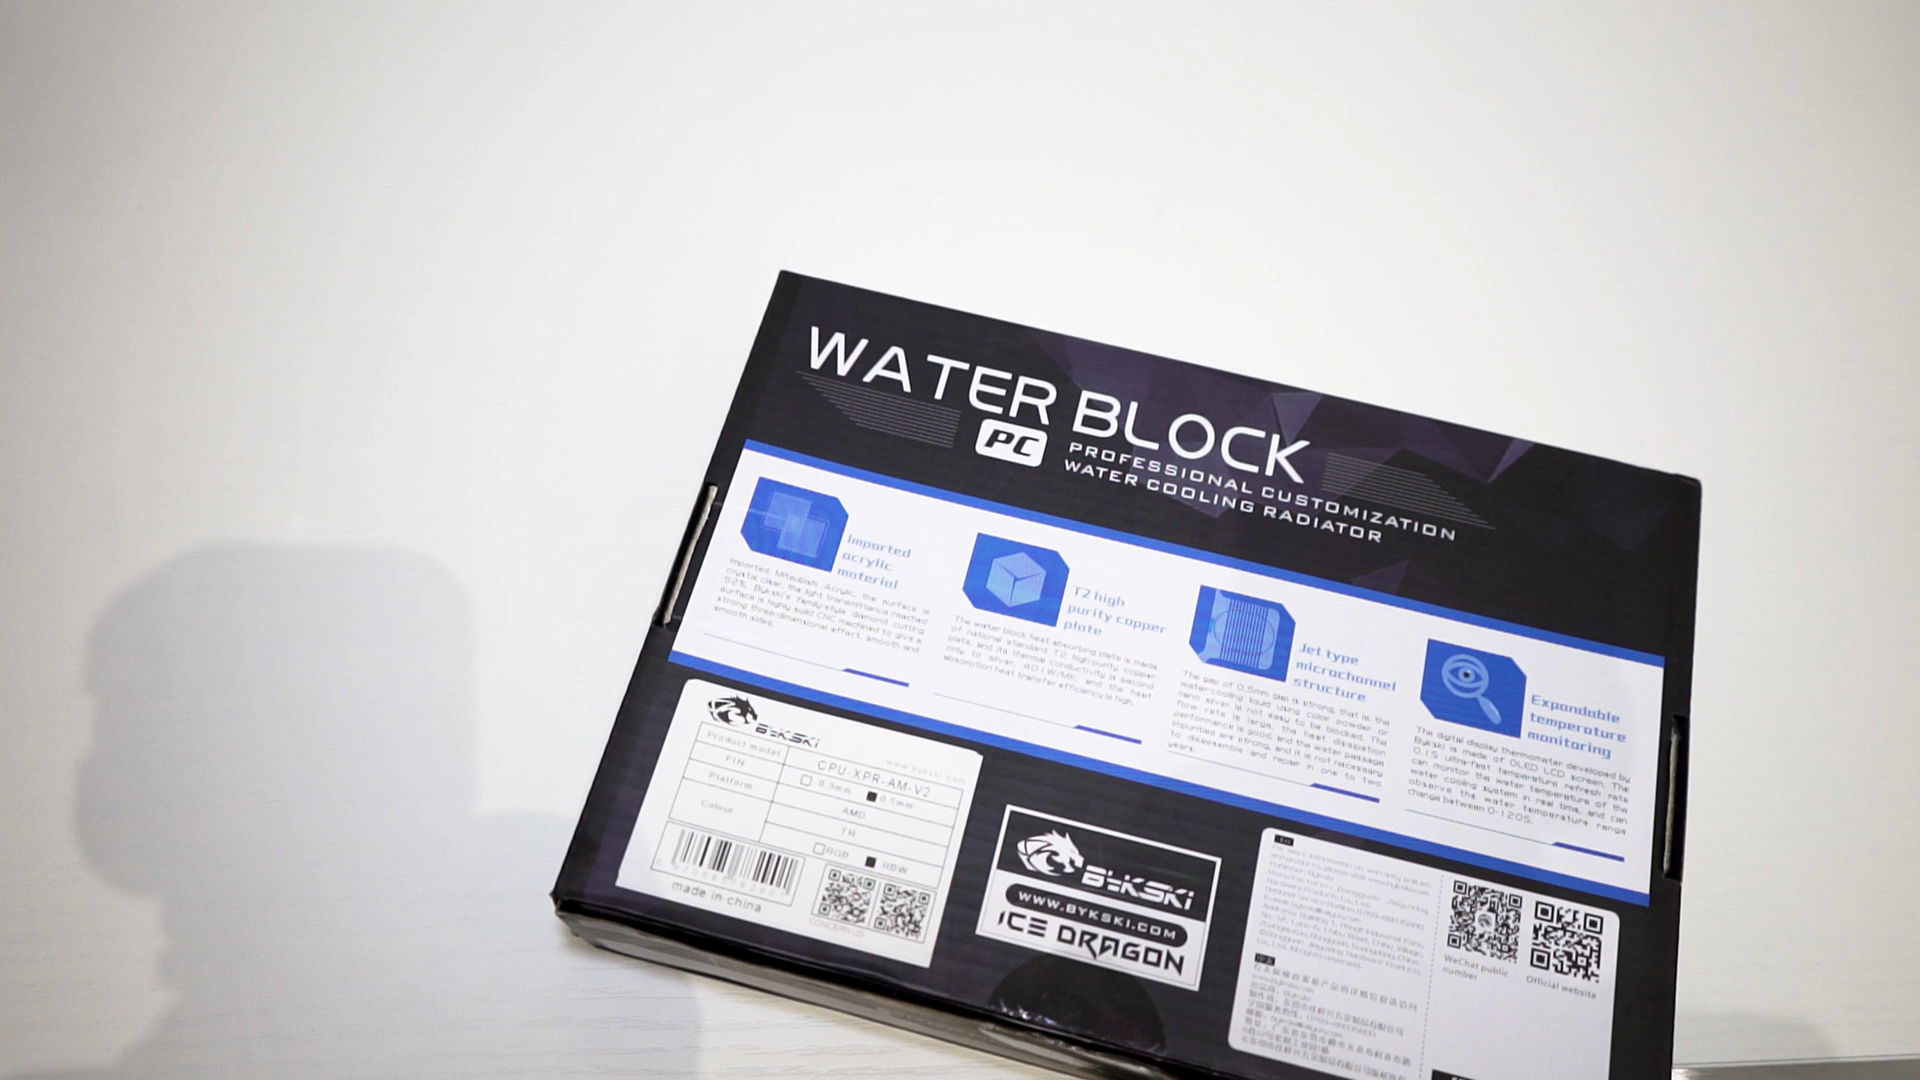 WATER BLOCK
PC
PROFESSIONAL CUSTOMIZATION
WATER COOLING RADIATOR
Imported
acrylic
material
Imported Mitsubishi Acrylic, the surface is
crystal clear, the light transmittance reached
92%. Bykski's family-style diamond cutting
surface is highly solid CNC machined to give a
strong three-dimensional effect, smooth and
smooth sides.
T2 high
purity copper
plate
The water block heat absorbing plate is made
of national standard T2 high-purity copper
plate, and its thermal conductivity is second
only to silver, 401 W/MK, and the heat
absorption heat transfer efficiency is high.
Jet type
microchannel
structure
The gap of 0.5mm gap is strong, that is, the
water-cooling liquid using color powder or
nano silver is not easy to be blocked. The
flow rate is large, the heat dissipation
performance is good, and the water passage
impurities are strong, and it is not necessary
to disassemble and repair in one to two
years.
Expandable
temperature
monitoring
The digital display thermometer developed by
Bykski is made of OLED LCD screen. The
0.1S ultra-fast temperature refresh rate
can monitor the water temperature of the
water cooling system in real time, and can
observe the water temperature range
change between 0-120S.
BYKSKI
www.bykski.com
Product model CPU-XPR-AM-V2
FIN 0.3mm 0.5mm
Platform AMD
TR
Colour RGB RBW
made in china
CONCERN US
BYKSKI
WWW.BYKSKI.COM
ICE DRAGON
WeChat public
number
Official website